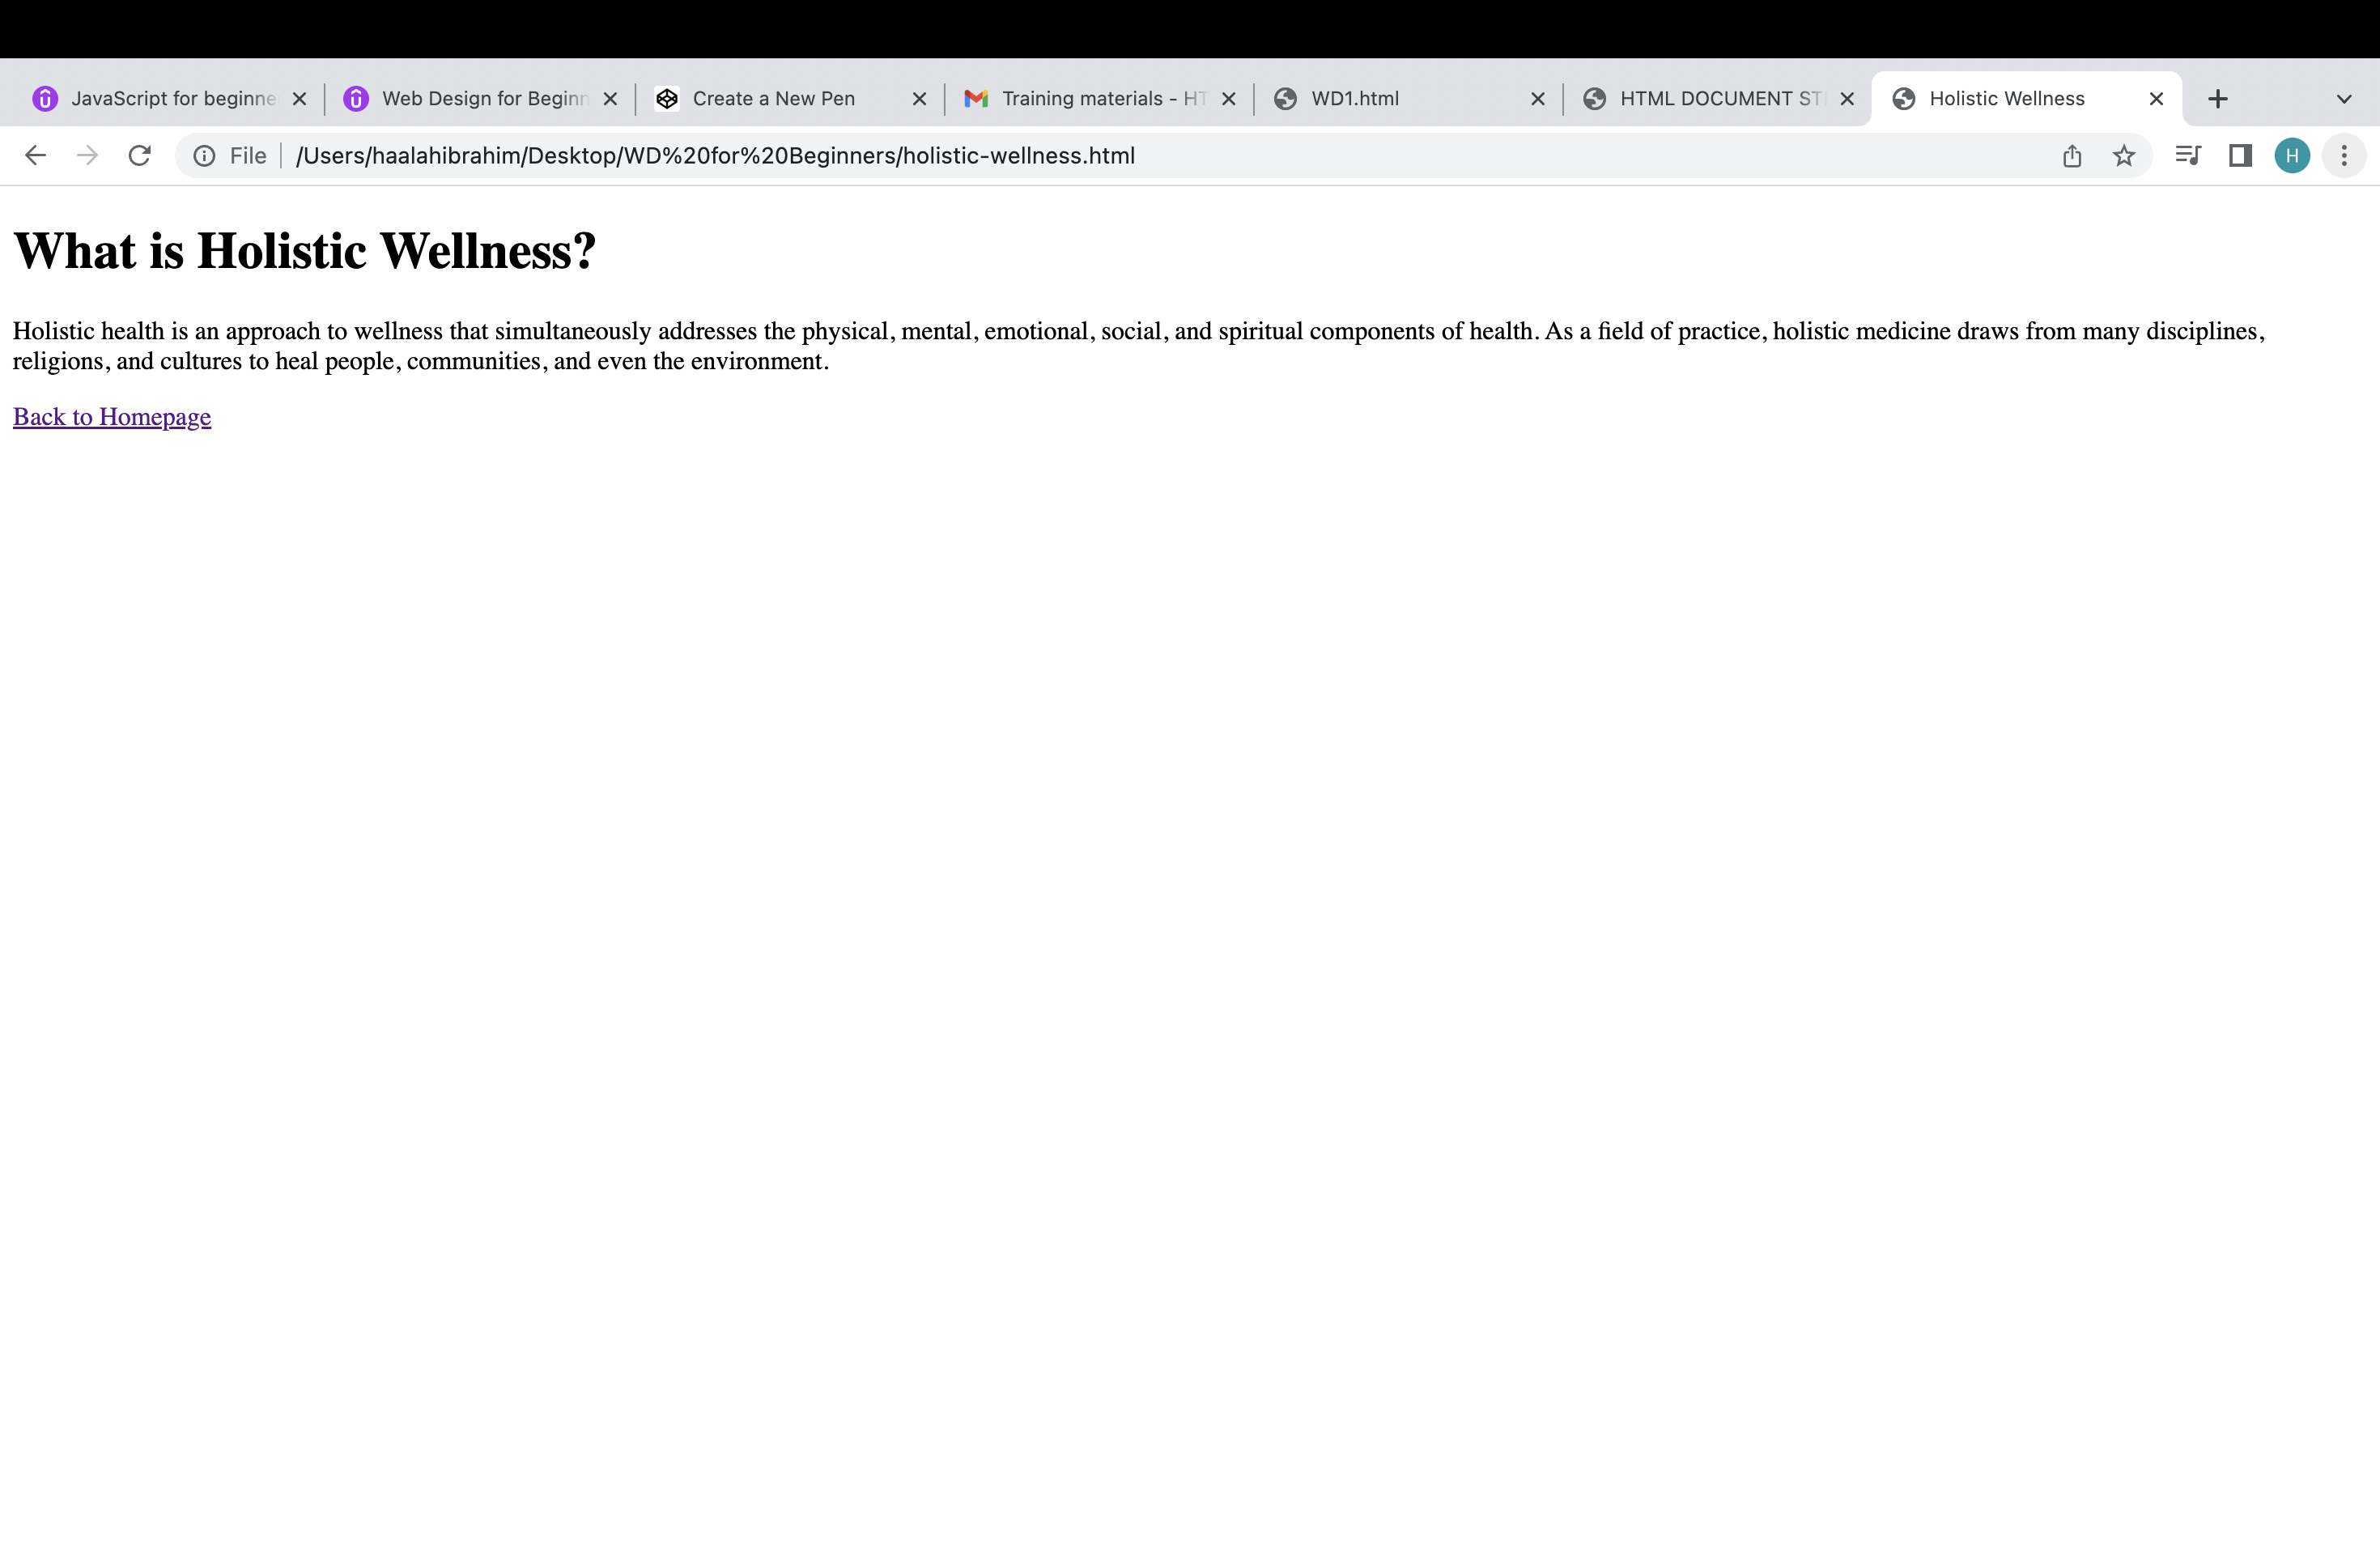 JavaScript for beginne
Web Design for Beginn
Create a New Pen
Training materials - HT
WD1.html
HTML DOCUMENT ST
Holistic Wellness
File
/Users/haalahibrahim/Desktop/WD%20for%20Beginners/holistic-wellness.html
H
What is Holistic Wellness?
Holistic health is an approach to wellness that simultaneously addresses the physical, mental, emotional, social, and spiritual components of health. As a field of practice, holistic medicine draws from many disciplines,
religions, and cultures to heal people, communities, and even the environment.
Back to Homepage